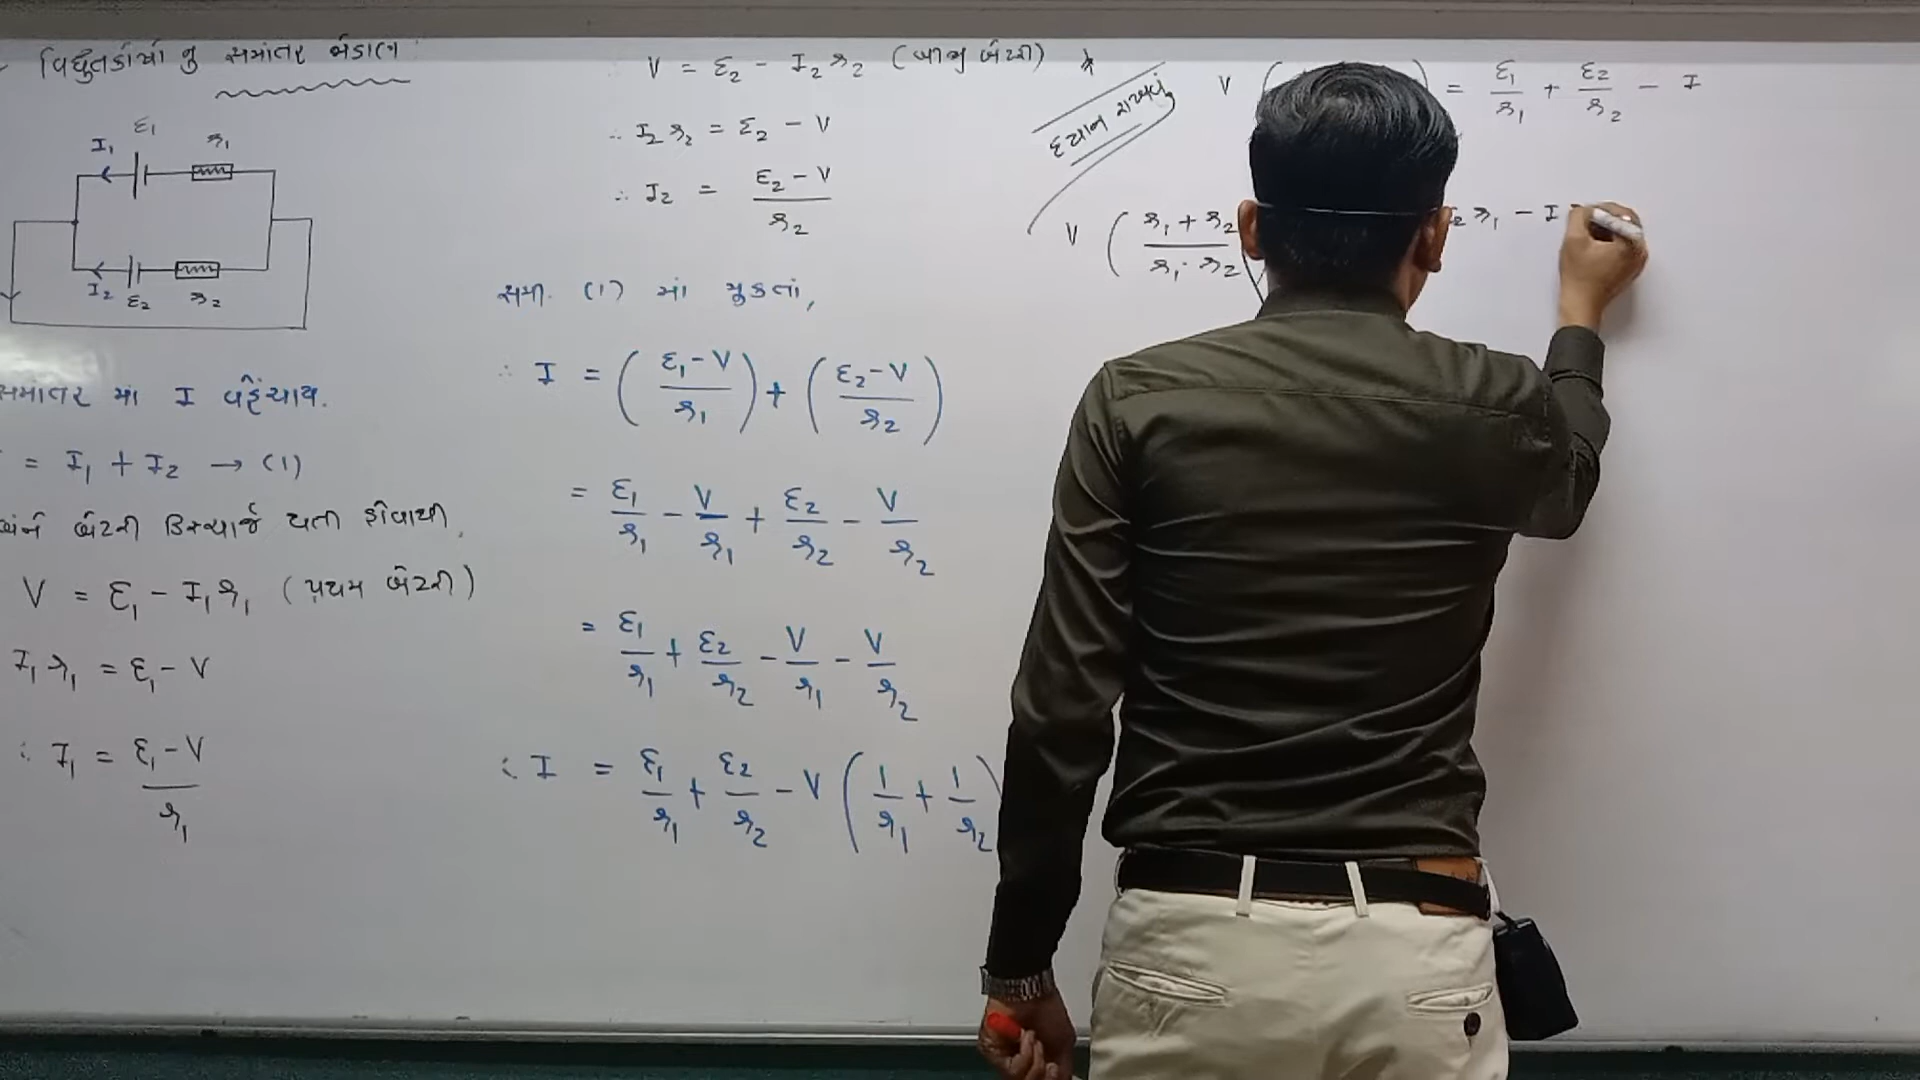 વિદ્યુતકોષોનું સમાંતર જોડાણ
ε₁
I₁ r₁
I₂ ε₂ r₂
સમાંતર માં I વહેંચાય.
= I₁ + I₂ → (1)
બેટરી ડિસ્ચાર્જ થતી હોવાથી,
V = ε₁ - I₁r₁ (પ્રથમ બેટરી)
I₁r₁ = ε₁ - V
∴ I₁ = (ε₁ - V)/r₁
V = ε₂ - I₂r₂ (બીજી બેટરી)
∴ I₂r₂ = ε₂ - V
∴ I₂ = (ε₂ - V)/r₂
સમી. (1) માં મુકતાં,
∴ I = ((ε₁ - V)/r₁) + ((ε₂ - V)/r₂)
= ε₁/r₁ - V/r₁ + ε₂/r₂ - V/r₂
= ε₁/r₁ + ε₂/r₂ - V/r₁ - V/r₂
∴ I = ε₁/r₁ + ε₂/r₂ - V (1/r₁ + 1/r₂
ધ્યાન રાખવું
V ( ) = ε₁/r₁ + ε₂/r₂ - I
V ( (r₁ + r₂)/(r₁·r₂) ₂r₁ - I